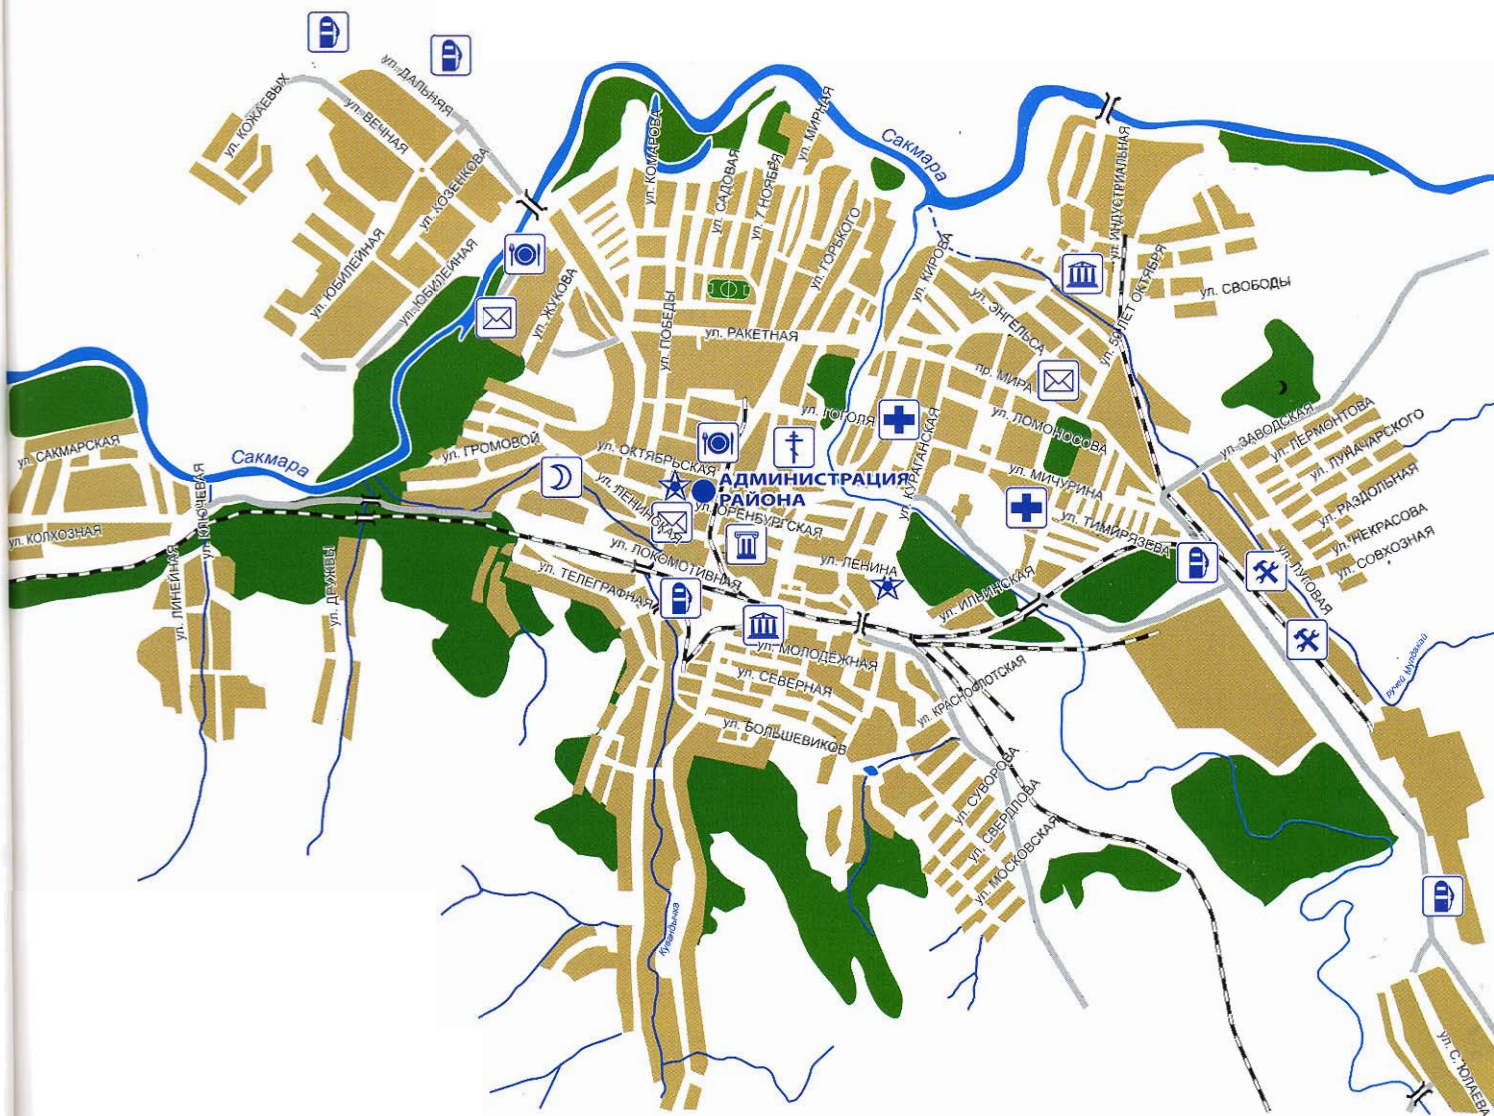 ул. КОЖАЕВЫХ
ул. ДАЛЬНЯЯ
ул. ВЕЧНАЯ
ул. КОЗЕНКОВА
ул. ЮБИЛЕЙНАЯ
ул. ЮБИЛЕЙНАЯ
ул. ЖУКОВА
ул. КОМАРОВА
ул. САДОВАЯ
ул. 7 НОЯБРЯ
ул. МИРНАЯ
ул. ГОРЬКОГО
Сакмара
ул. ИНДУСТРИАЛЬНАЯ
ул. КИРОВА
ул. ЭНГЕЛЬСА
ул. 50 ЛЕТ ОКТЯБРЯ
ул. СВОБОДЫ
ул. ПОБЕДЫ
ул. РАКЕТНАЯ
пр. МИРА
ул. ЛОМОНОСОВА
ул. ГОГОЛЯ
ул. КУРАГАНСКАЯ
ул. МИЧУРИНА
ул. ТИМИРЯЗЕВА
ул. ЗАВОДСКАЯ
ул. ЛЕРМОНТОВА
ул. ЛУНАЧАРСКОГО
ул. РАЗДОЛЬНАЯ
ул. НЕКРАСОВА
ул. СОВХОЗНАЯ
ул. ЛУГОВАЯ
ул. САКМАРСКАЯ
Сакмара
ул. КЛЮЧЕВАЯ
ул. КОЛХОЗНАЯ
ул. ЛИНЕЙНАЯ
ул. ДРУЖБЫ
ул. ГРОМОВОЙ
ул. ОКТЯБРЬСКАЯ
АДМИНИСТРАЦИЯ
РАЙОНА
ул. ЛЕНИНСКАЯ
ул. ОРЕНБУРГСКАЯ
ул. ЛОКОМОТИВНАЯ
ул. ТЕЛЕГРАФНАЯ
ул. ЛЕНИНА
ул. ИЛЬИНСКАЯ
ул. МОЛОДЁЖНАЯ
ул. СЕВЕРНАЯ
ул. БОЛЬШЕВИКОВ
ул. КРАСНОФЛОТСКАЯ
ул. СУВОРОВА
ул. СВЕРДЛОВА
ул. МОСКОВСКАЯ
ручей Муздакай
Кувандычка
ул. С. ЮЛАЕВА